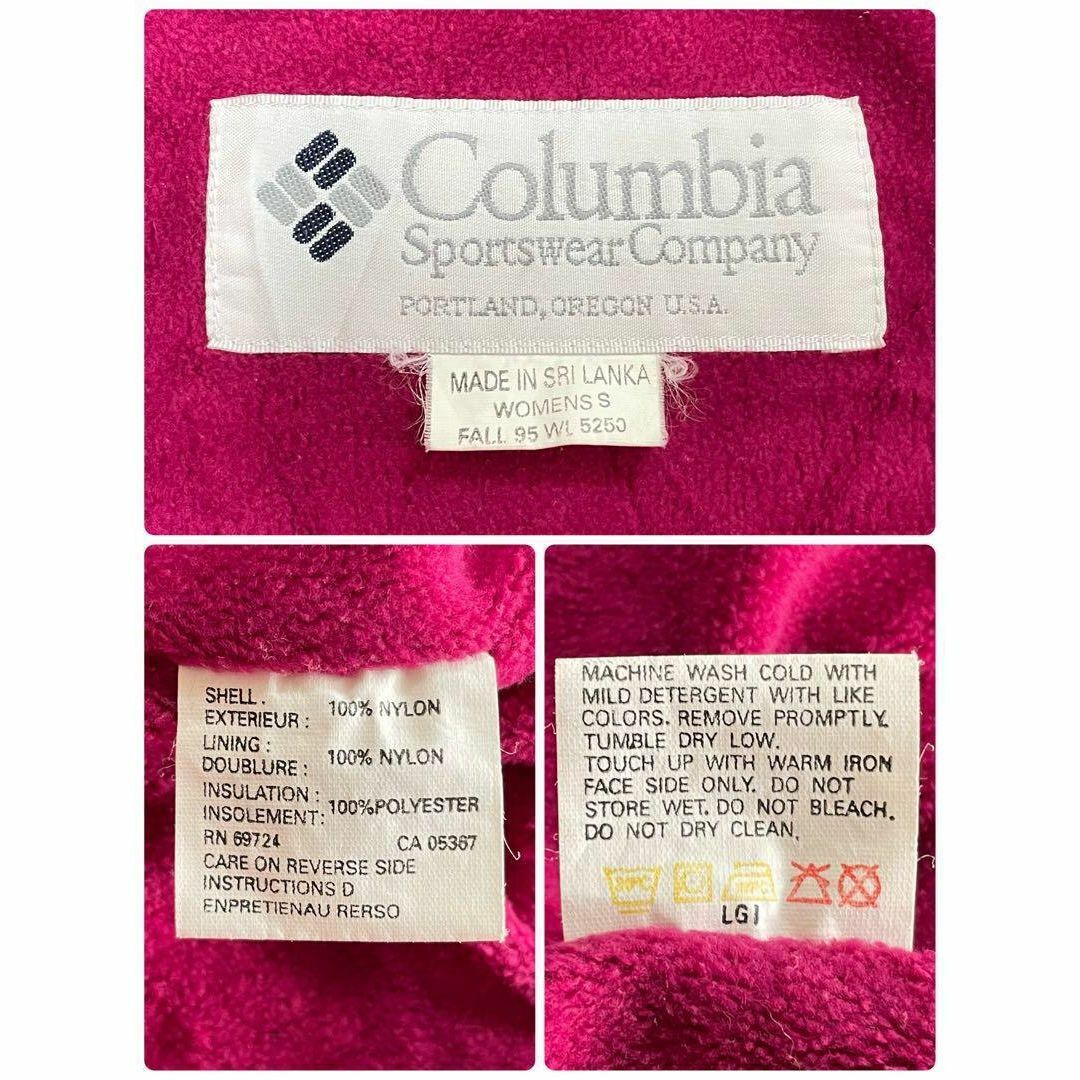 Columbia
Sportswear Company
PORTLAND, OREGON U.S.A.
MADE IN SRI LANKA
WOMENS S
FALL 95 WL 5250
SHELL.
EXTERIEUR : 100% NYLON
LINING :
DOUBLURE : 100% NYLON
INSULATION :
INSOLEMENT: 100%POLYESTER
RN 69724 CA 05367
CARE ON REVERSE SIDE
INSTRUCTIONS D
ENPRETIENAU RERSO
MACHINE WASH COLD WITH
MILD DETERGENT WITH LIKE
COLORS. REMOVE PROMPTLY.
TUMBLE DRY LOW.
TOUCH UP WITH WARM IRON
FACE SIDE ONLY. DO NOT
STORE WET. DO NOT BLEACH.
DO NOT DRY CLEAN.
LGI